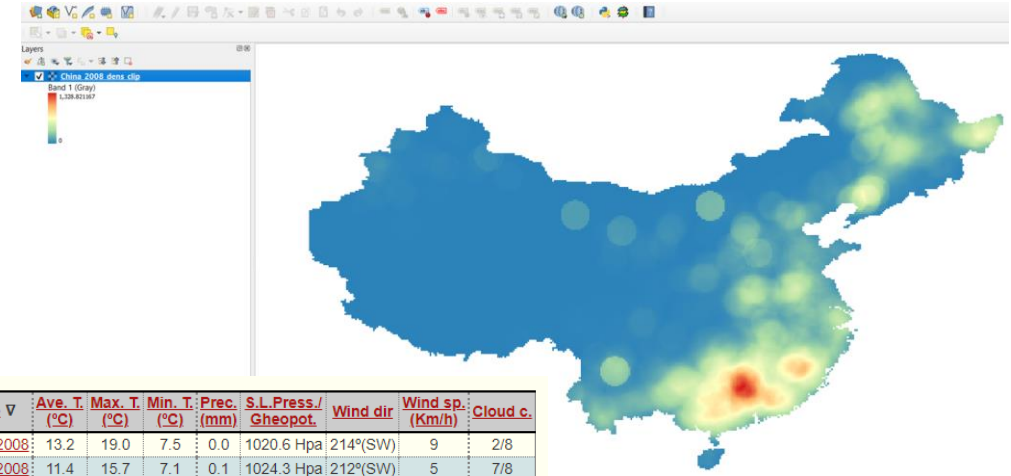 Layers
China 2008 dens clip
Band 1 (Gray)
1,328.821167
0
∇ Ave. T. (ºC) Max. T. (ºC) Min. T. (ºC) Prec. (mm) S.L.Press./ Gheopot. Wind dir Wind sp. (Km/h) Cloud c.
2008 13.2 19.0 7.5 0.0 1020.6 Hpa 214º(SW) 9 2/8
2008 11.4 15.7 7.1 0.1 1024.3 Hpa 212º(SW) 5 7/8